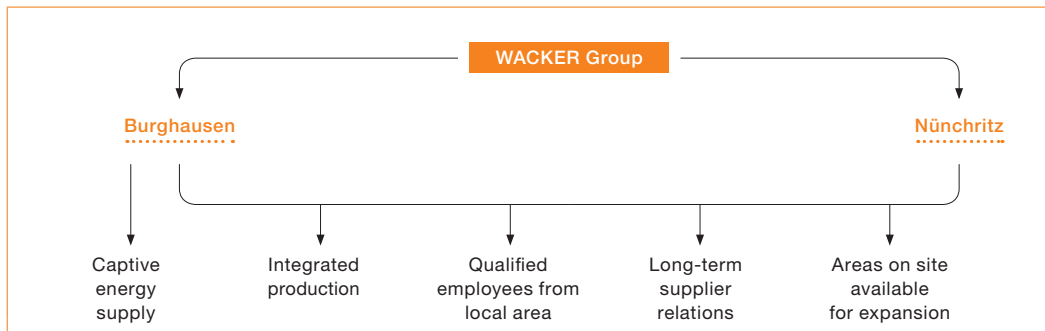 WACKER Group
Burghausen
Nünchritz
Captive
energy
supply
Integrated
production
Qualified
employees from
local area
Long-term
supplier
relations
Areas on site
available
for expansion